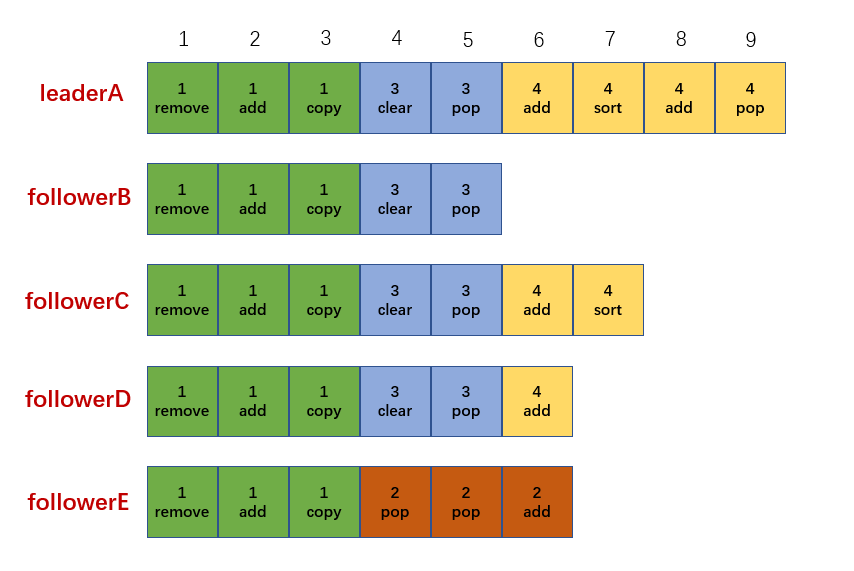 1 2 3 4 5 6 7 8 9
leaderA
1 1 1 3 3 4 4 4 4
remove add copy clear pop add sort add pop
followerB
1 1 1 3 3
remove add copy clear pop
followerC
1 1 1 3 3 4 4
remove add copy clear pop add sort
followerD
1 1 1 3 3 4
remove add copy clear pop add
followerE
1 1 1 2 2 2
remove add copy pop pop add